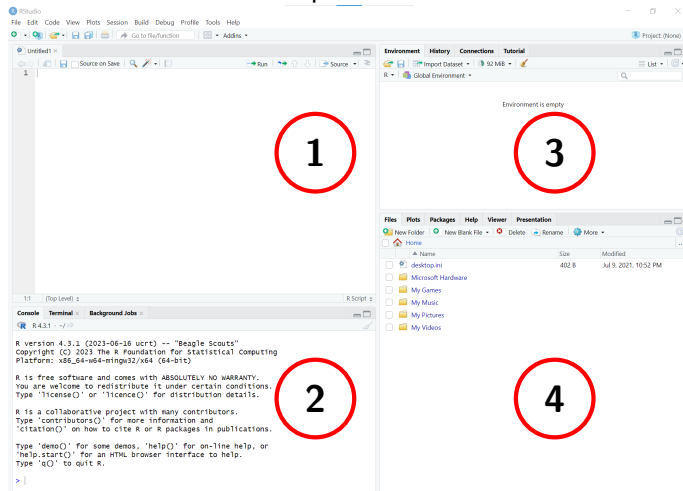 RStudio
File Edit Code View Plots Session Build Debug Profile Tools Help
Go to file/function Addins Project: (None)
Untitled1
Source on Save Run Source
1
1
1:1 (Top Level) R Script
Console Terminal Background Jobs
R 4.3.1 · ~/
R version 4.3.1 (2023-06-16 ucrt) -- "Beagle Scouts"
Copyright (C) 2023 The R Foundation for Statistical Computing
Platform: x86_64-w64-mingw32/x64 (64-bit)
R is free software and comes with ABSOLUTELY NO WARRANTY.
You are welcome to redistribute it under certain conditions.
Type 'license()' or 'licence()' for distribution details.
R is a collaborative project with many contributors.
Type 'contributors()' for more information and
'citation()' on how to cite R or R packages in publications.
Type 'demo()' for some demos, 'help()' for on-line help, or
'help.start()' for an HTML browser interface to help.
Type 'q()' to quit R.
>
2
Environment History Connections Tutorial
Import Dataset 92 MiB List
R Global Environment
Environment is empty
3
Files Plots Packages Help Viewer Presentation
New Folder New Blank File Delete Rename More
Home
Name Size Modified
desktop.ini 402 B Jul 9, 2021, 10:52 PM
Microsoft Hardware
My Games
My Music
My Pictures
My Videos
4